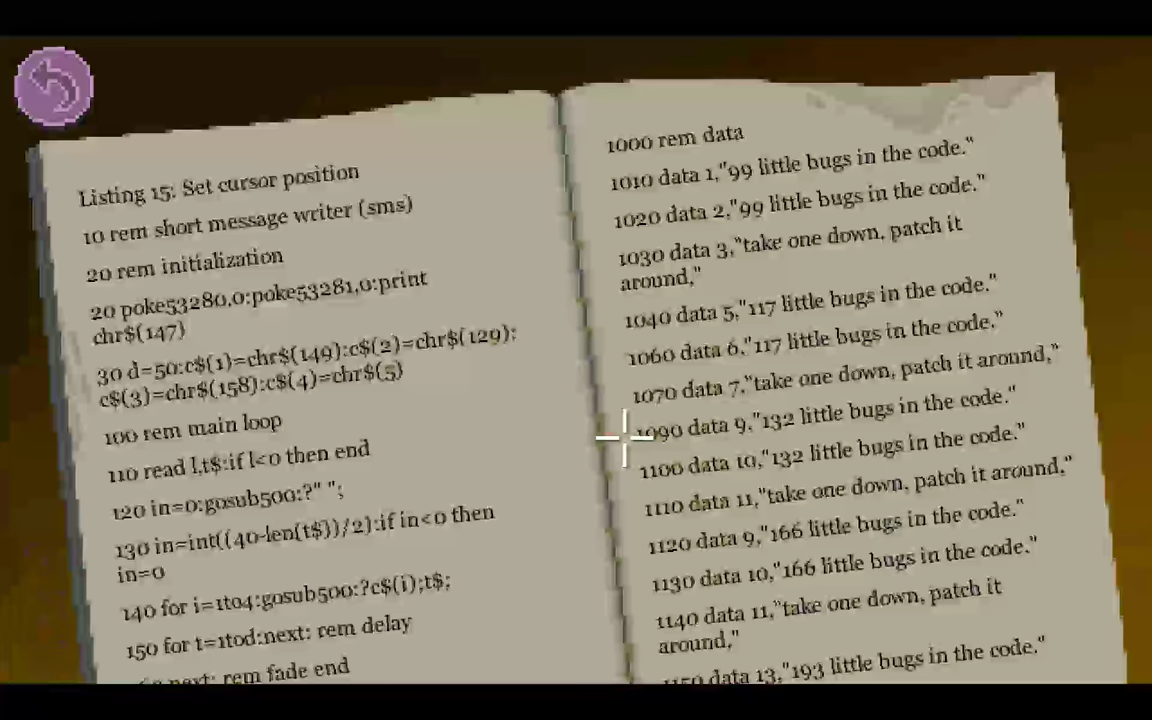 Listing 15: Set cursor position
10 rem short message writer (sms)
20 rem initialization
20 poke53280,0:poke53281,0:print
chr$(147)
30 d=50:c$(1)=chr$(149):c$(2)=chr$(129):
c$(3)=chr$(158):c$(4)=chr$(5)
100 rem main loop
110 read l,t$:if l<0 then end
120 in=0:gosub500:?" ";
130 in=int((40-len(t$))/2):if in<0 then
in=0
140 for i=1to4:gosub500:?c$(i);t$;
150 for t=1tod:next: rem delay
next: rem fade end
1000 rem data
1010 data 1,"99 little bugs in the code."
1020 data 2,"99 little bugs in the code."
1030 data 3,"take one down, patch it
around,"
1040 data 5,"117 little bugs in the code."
1060 data 6,"117 little bugs in the code."
1070 data 7,"take one down, patch it around,"
1090 data 9,"132 little bugs in the code."
1100 data 10,"132 little bugs in the code."
1110 data 11,"take one down, patch it around,"
1120 data 9,"166 little bugs in the code."
1130 data 10,"166 little bugs in the code."
1140 data 11,"take one down, patch it
around,"
1150 data 13,"193 little bugs in the code."